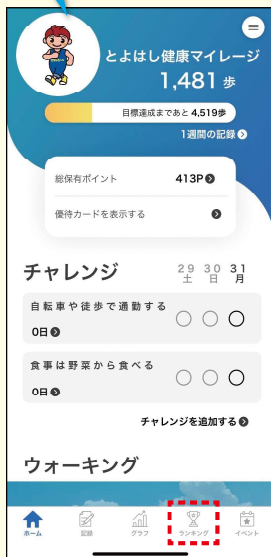 とよはし健康マイレージ
1,481 歩
目標達成まであと 4,519歩
1週間の記録
総保有ポイント 413P
優待カードを表示する
チャレンジ 29 30 31
土 日 月
自転車や徒歩で通勤する
0日
食事は野菜から食べる
0日
チャレンジを追加する
ウォーキング
ホーム 記録 グラフ ランキング イベント